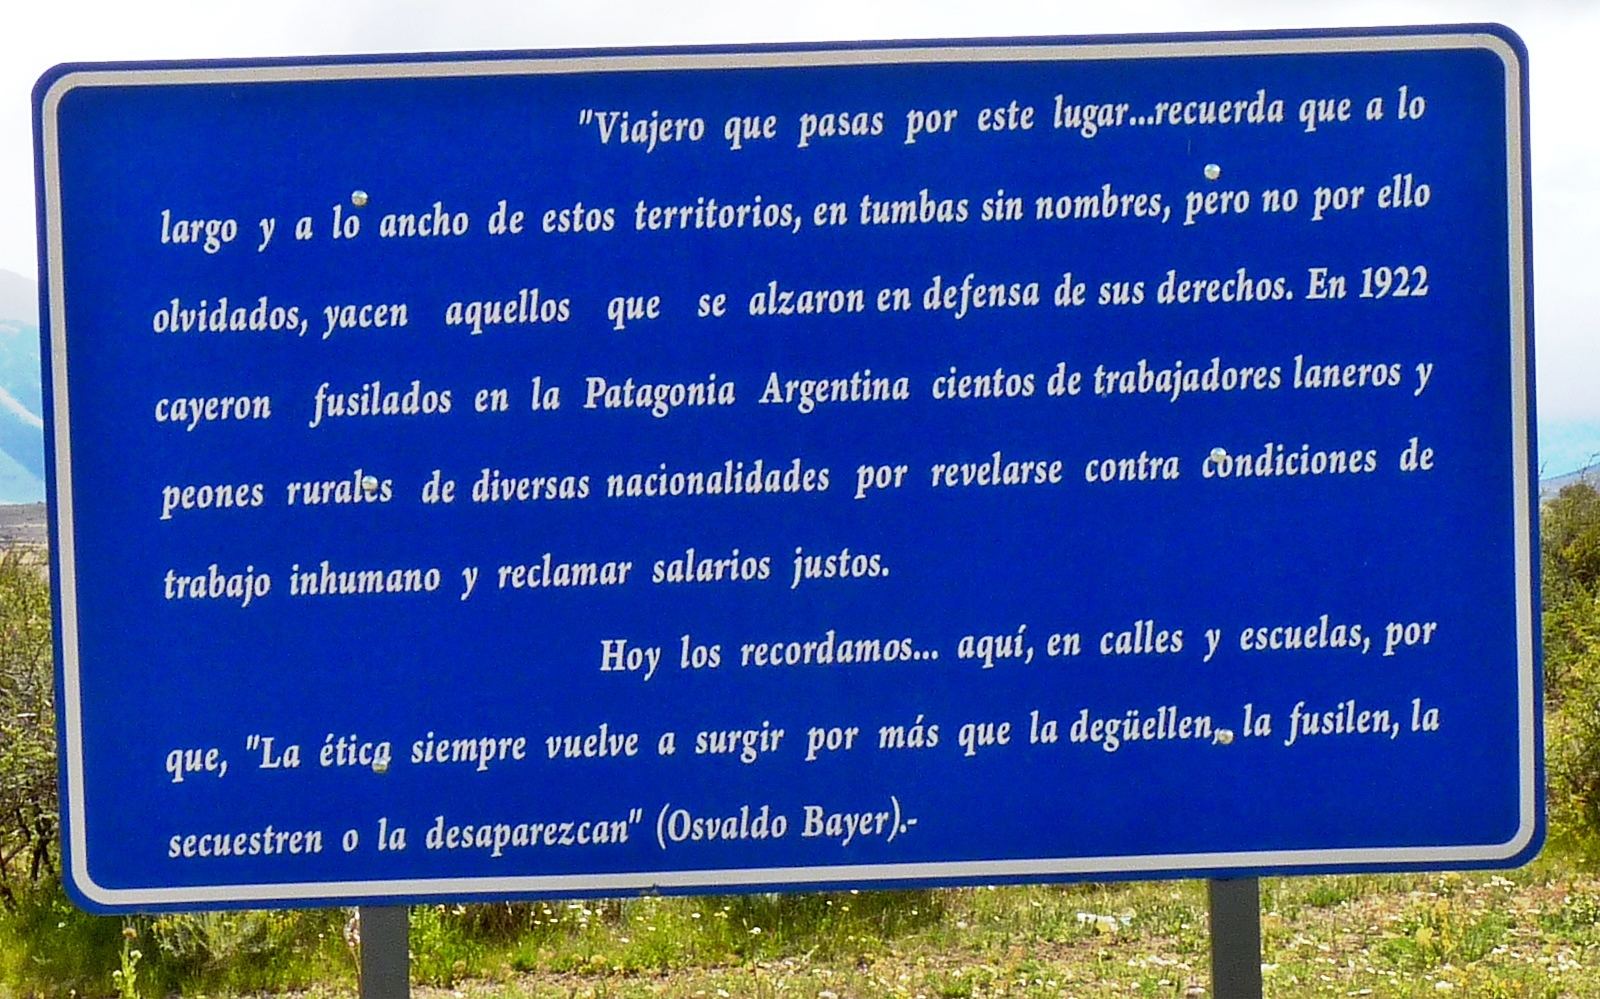 "Viajero que pasas por este lugar...recuerda que a lo
largo y a lo ancho de estos territorios, en tumbas sin nombres, pero no por ello
olvidados, yacen aquellos que se alzaron en defensa de sus derechos. En 1922
cayeron fusilados en la Patagonia Argentina cientos de trabajadores laneros y
peones rurales de diversas nacionalidades por revelarse contra condiciones de
trabajo inhumano y reclamar salarios justos.
Hoy los recordamos... aquí, en calles y escuelas, por
que, "La ética siempre vuelve a surgir por más que la degüellen, la fusilen, la
secuestren o la desaparezcan" (Osvaldo Bayer).-